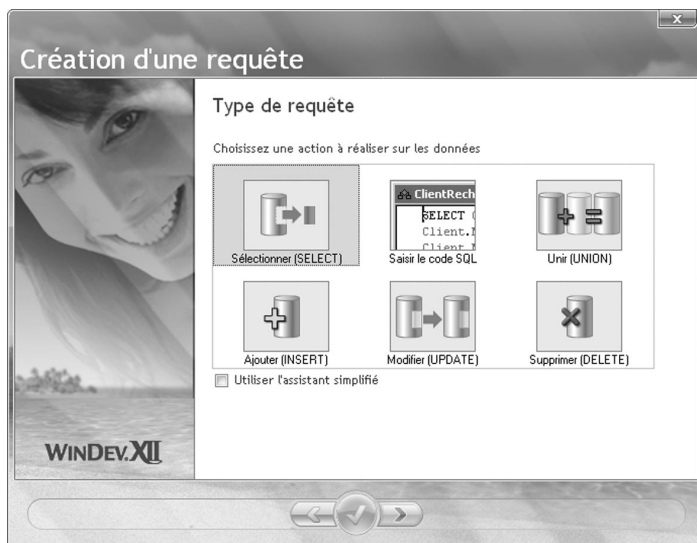 Création d'une requête
Type de requête
Choisissez une action à réaliser sur les données
ClientRech
SELECT
Client.
Client
Sélectionner (SELECT)
Saisir le code SQL
Unir (UNION)
Ajouter (INSERT)
Modifier (UPDATE)
Supprimer (DELETE)
Utiliser l'assistant simplifié
WINDEV.XII